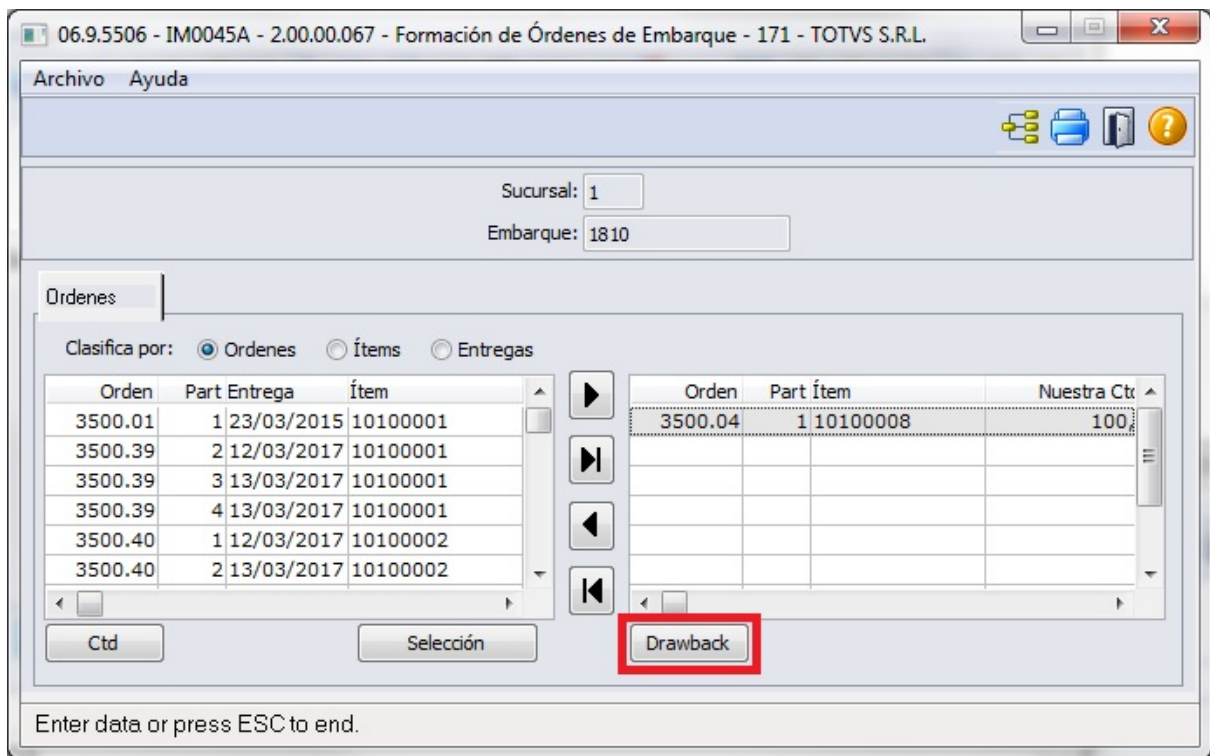 06.9.5506 - IM0045A - 2.00.00.067 - Formación de Órdenes de Embarque - 171 - TOTVS S.R.L.
Archivo Ayuda
Sucursal: 1
Embarque: 1810
Ordenes
Clasifica por: Ordenes Ítems Entregas
Orden Part Entrega Ítem
3500.01 1 23/03/2015 10100001
3500.39 2 12/03/2017 10100001
3500.39 3 13/03/2017 10100001
3500.39 4 13/03/2017 10100001
3500.40 1 12/03/2017 10100002
3500.40 2 13/03/2017 10100002
Orden Part Ítem Nuestra Ctd
3500.04 1 10100008 100,
Ctd Selección Drawback
Enter data or press ESC to end.